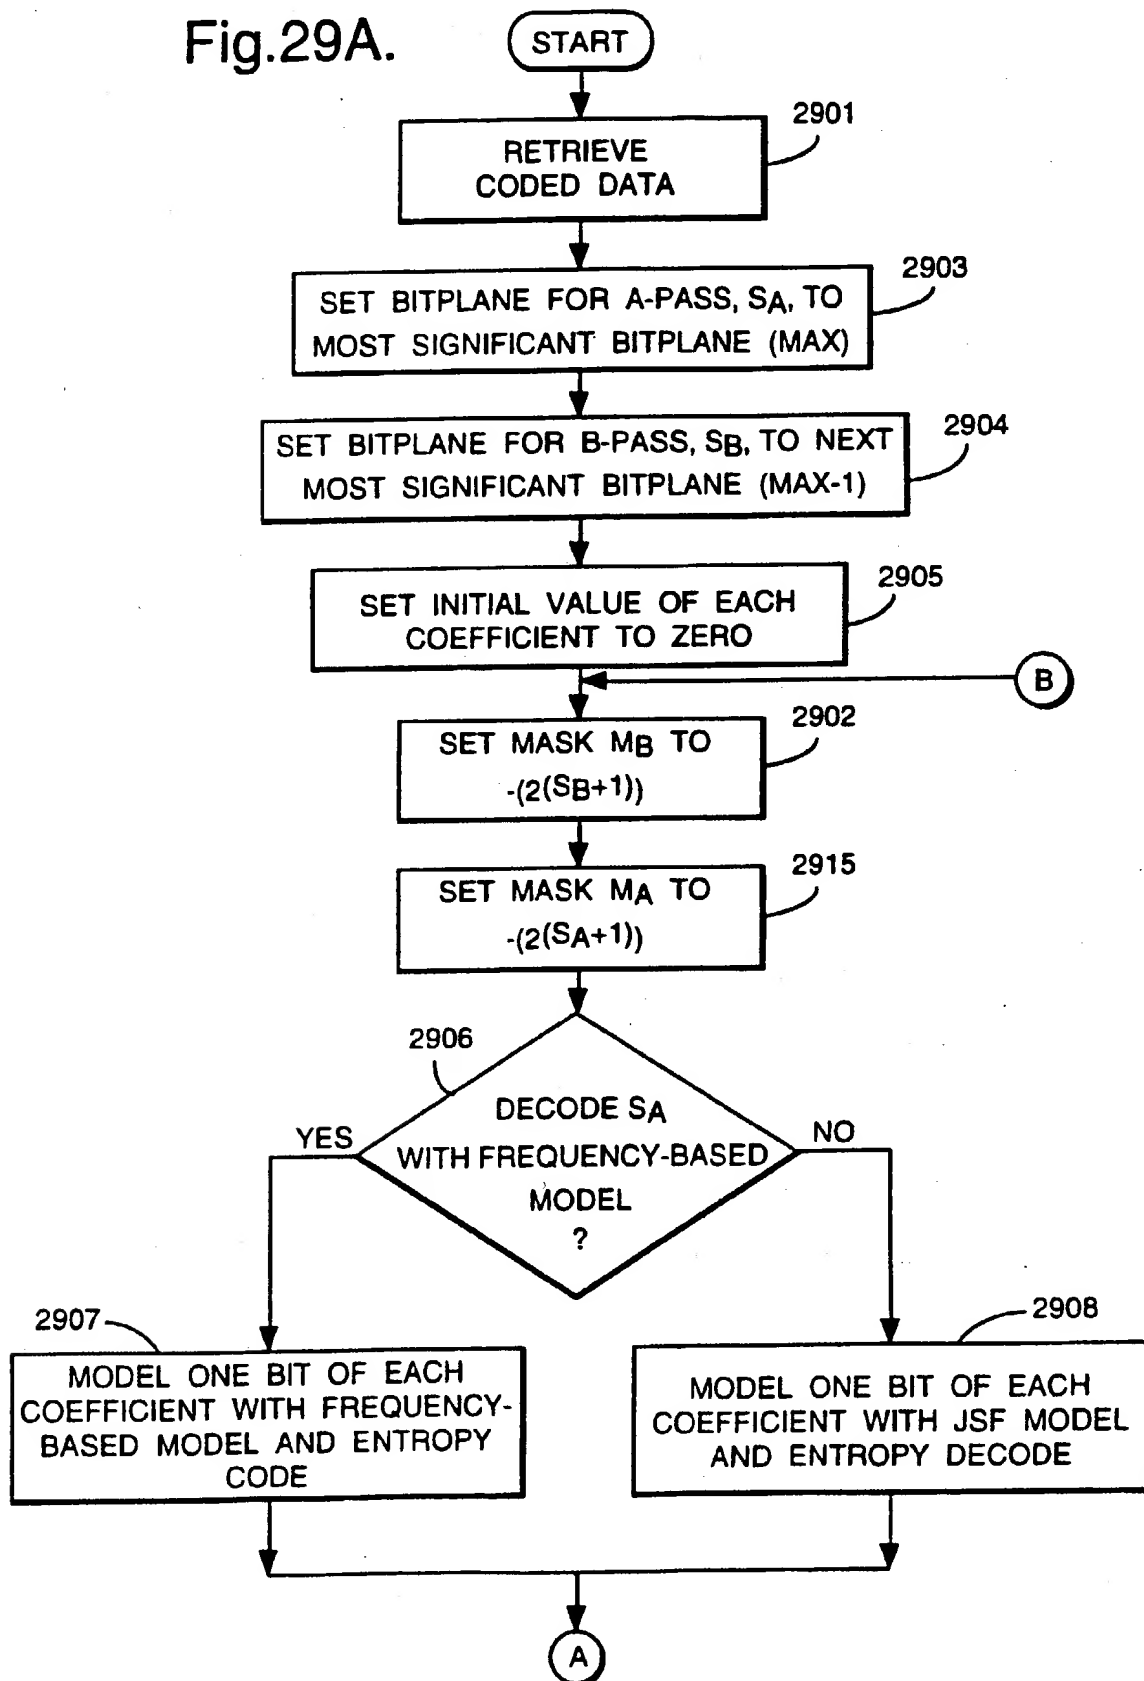 Fig.29A.
START
2901
RETRIEVE
CODED DATA
2903
SET BITPLANE FOR A-PASS, SA, TO
MOST SIGNIFICANT BITPLANE (MAX)
2904
SET BITPLANE FOR B-PASS, SB, TO NEXT
MOST SIGNIFICANT BITPLANE (MAX-1)
2905
SET INITIAL VALUE OF EACH
COEFFICIENT TO ZERO
B
2902
SET MASK MB TO
-(2(SB+1))
2915
SET MASK MA TO
-(2(SA+1))
2906
DECODE SA
WITH FREQUENCY-BASED
MODEL
?
YES
NO
2907
MODEL ONE BIT OF EACH
COEFFICIENT WITH FREQUENCY-
BASED MODEL AND ENTROPY
CODE
2908
MODEL ONE BIT OF EACH
COEFFICIENT WITH JSF MODEL
AND ENTROPY DECODE
A